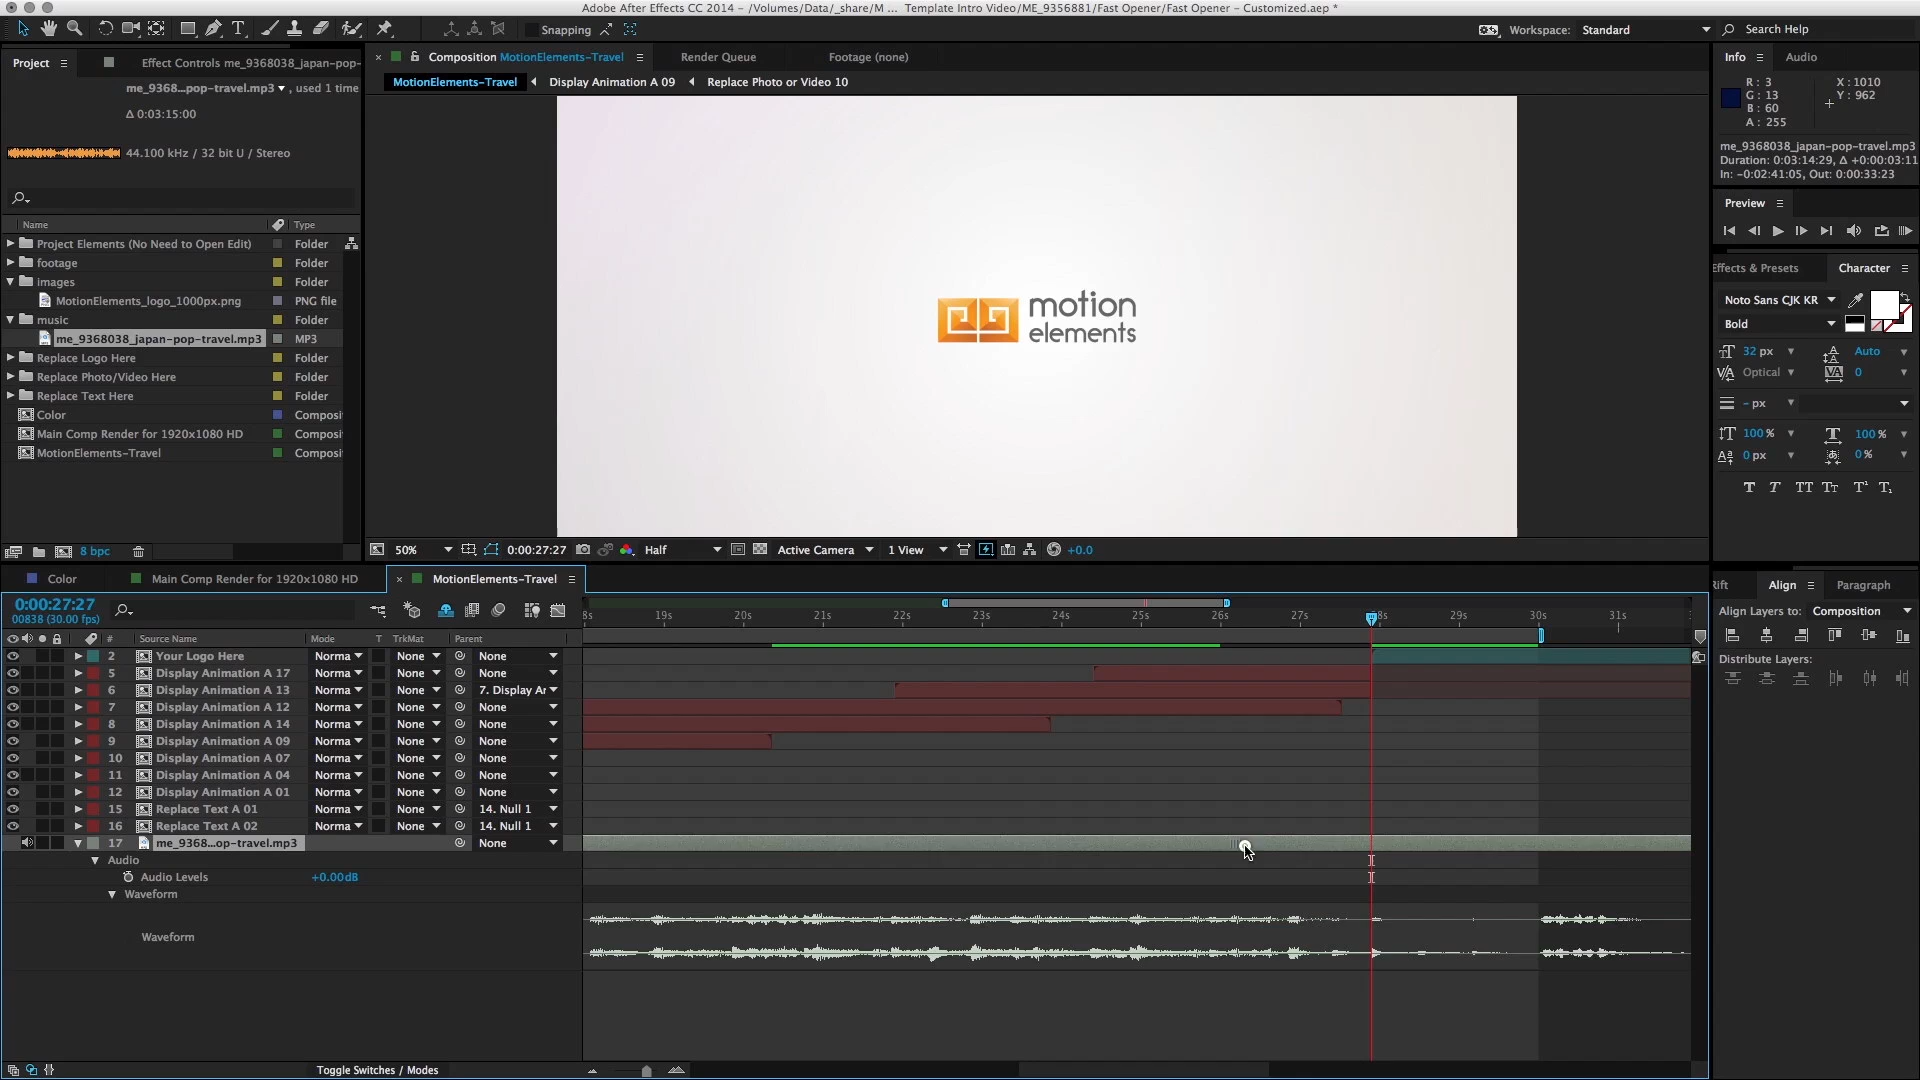 Adobe After Effects CC 2014 - /Volumes/Data/_share/M ... Template Intro Video/ME_9356881/Fast Opener/Fast Opener - Customized.aep *
Snapping
Workspace: Standard
Search Help
Project
Effect Controls me_9368038_japan-pop-
Composition MotionElements-Travel
Render Queue
Footage (none)
Info
Audio
me_9368...pop-travel.mp3 , used 1 time
Δ 0:03:15:00
44.100 kHz / 32 bit U / Stereo
MotionElements-Travel
Display Animation A 09
Replace Photo or Video 10
R : 3
G : 13
B : 60
A : 255
X : 1010
Y : 962
me_9368038_japan-pop-travel.mp3
Duration: 0:03:14:29, Δ +0:00:03:11
In: -0:02:41:05, Out: 0:00:33:23
Preview
Name
Type
Project Elements (No Need to Open Edit) Folder
footage Folder
images Folder
MotionElements_logo_1000px.png PNG file
music Folder
me_9368038_japan-pop-travel.mp3 MP3
Replace Logo Here Folder
Replace Photo/Video Here Folder
Replace Text Here Folder
Color Composi
Main Comp Render for 1920x1080 HD Composi
MotionElements-Travel Composi
8 bpc
motion
elements
50%
0:00:27:27
Half
Active Camera
1 View
+0.0
Effects & Presets
Character
Noto Sans CJK KR
Bold
32 px
Auto
Optical
0
- px
100 %
100 %
0 px
0 %
T T TT Tт T¹ T₁
Color
Main Comp Render for 1920x1080 HD
MotionElements-Travel
0:00:27:27
00838 (30.00 fps)
8s 19s 20s 21s 22s 23s 24s 25s 26s 27s 28s 29s 30s 31s
# Source Name Mode T TrkMat Parent
2 Your Logo Here Norma None None
5 Display Animation A 17 Norma None None
6 Display Animation A 13 Norma None 7. Display Ar
7 Display Animation A 12 Norma None None
8 Display Animation A 14 Norma None None
9 Display Animation A 09 Norma None None
10 Display Animation A 07 Norma None None
11 Display Animation A 04 Norma None None
12 Display Animation A 01 Norma None None
15 Replace Text A 01 Norma None 14. Null 1
16 Replace Text A 02 Norma None 14. Null 1
17 me_9368...op-travel.mp3 None
Audio
Audio Levels +0.00dB
Waveform
Waveform
Toggle Switches / Modes
Align
Paragraph
Align Layers to: Composition
Distribute Layers: